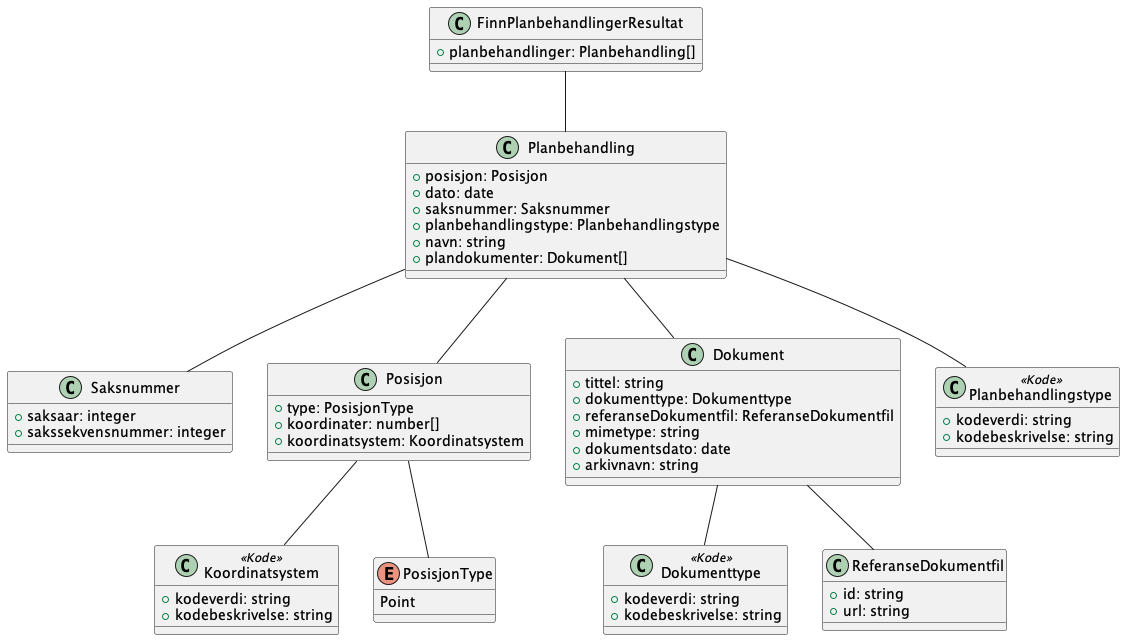 C FinnPlanbehandlingerResultat
planbehandlinger: Planbehandling[]
C Planbehandling
posisjon: Posisjon
dato: date
saksnummer: Saksnummer
planbehandlingstype: Planbehandlingstype
navn: string
plandokumenter: Dokument[]
C Saksnummer
saksaar: integer
sakssekvensnummer: integer
C Posisjon
type: PosisjonType
koordinater: number[]
koordinatsystem: Koordinatsystem
C Dokument
tittel: string
dokumenttype: Dokumenttype
referanseDokumentfil: ReferanseDokumentfil
mimetype: string
dokumentsdato: date
arkivnavn: string
«Kode»
C Planbehandlingstype
kodeverdi: string
kodebeskrivelse: string
«Kode»
C Koordinatsystem
kodeverdi: string
kodebeskrivelse: string
E PosisjonType
Point
«Kode»
C Dokumenttype
kodeverdi: string
kodebeskrivelse: string
C ReferanseDokumentfil
id: string
url: string